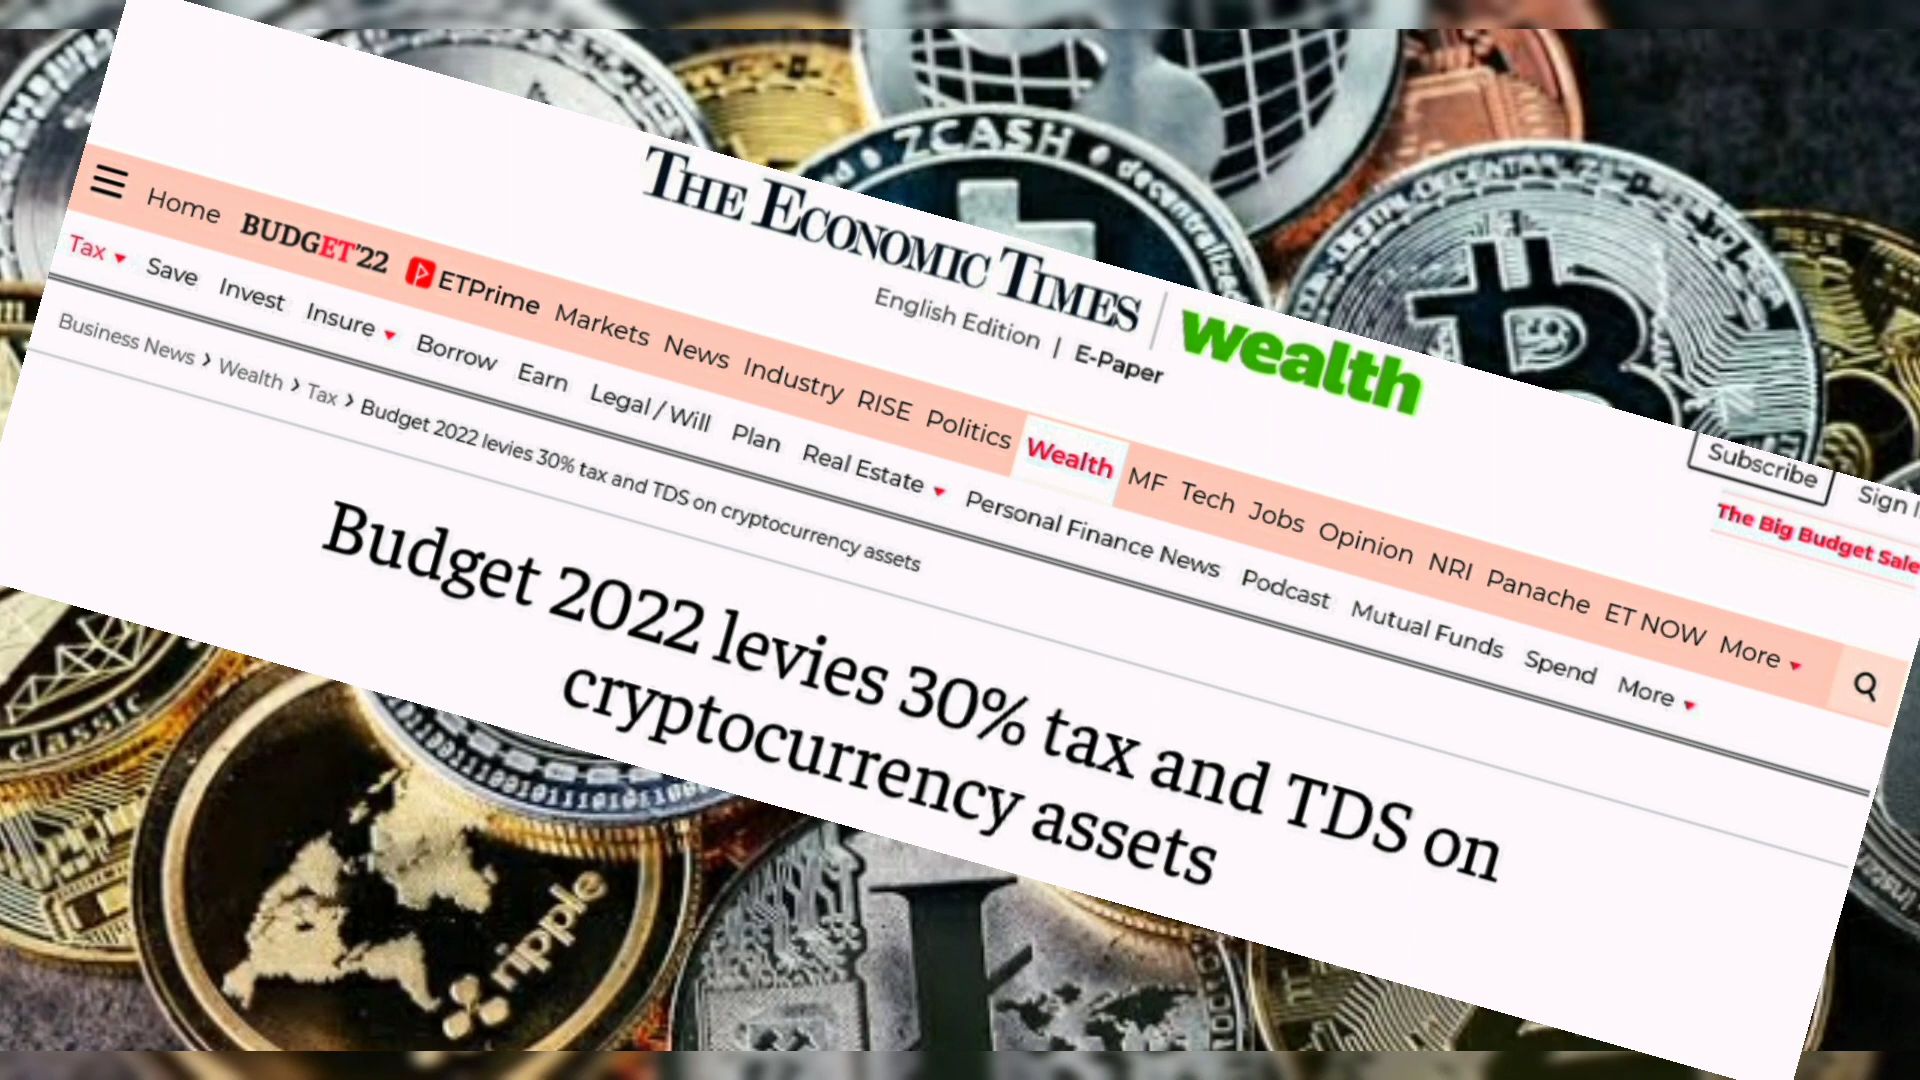 THE ECONOMIC TIMES | wealth
English Edition | E-Paper
Subscribe
Sign
The Big Budget Sale
Home BUDGET'22 ETPrime Markets News Industry RISE Politics Wealth MF Tech Jobs Opinion NRI Panache ET NOW More
Tax Save Invest Insure Borrow Earn Legal / Will Plan Real Estate Personal Finance News Podcast Mutual Funds Spend More
Business News › Wealth › Tax › Budget 2022 levies 30% tax and TDS on cryptocurrency assets
Budget 2022 levies 30% tax and TDS on
cryptocurrency assets
ZCASH
decentralized
classic
ripple